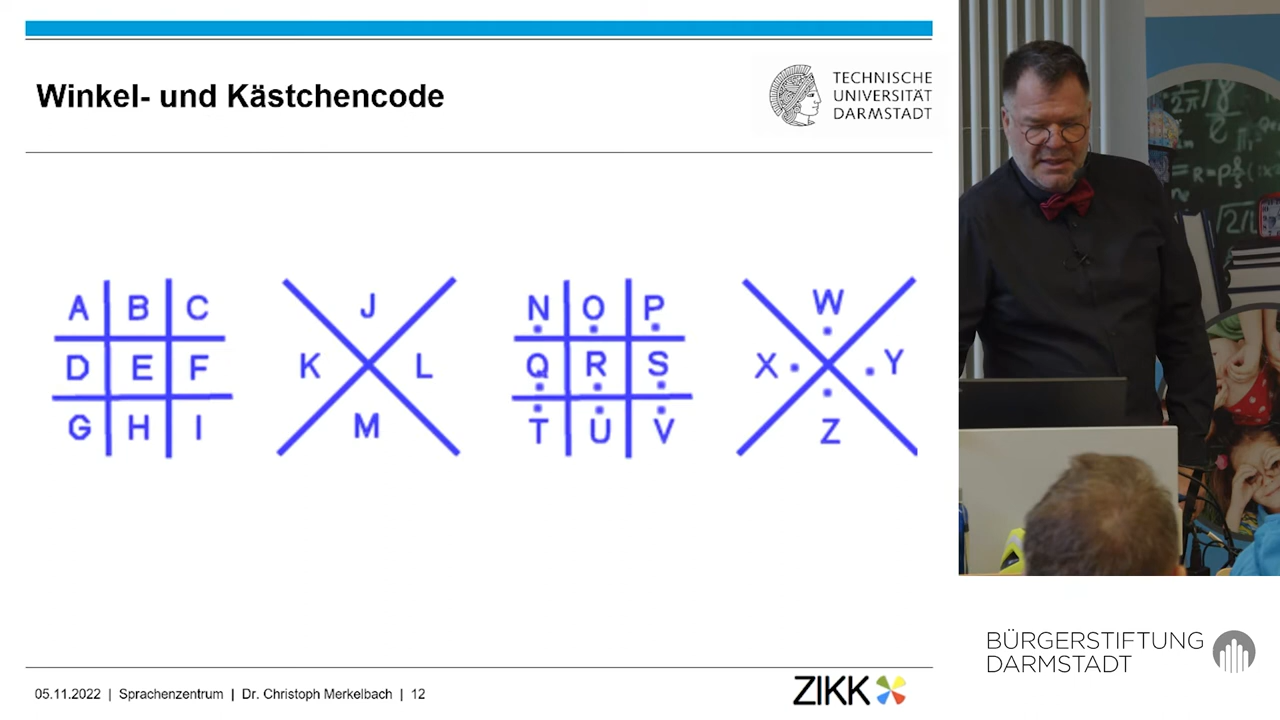 Winkel- und Kästchencode
TECHNISCHE
UNIVERSITÄT
DARMSTADT
A B C
D E F
G H I
J
K L
M
N O P
Q R S
T U V
W
X Y
Z
05.11.2022 | Sprachenzentrum | Dr. Christoph Merkelbach | 12
ZIKK
BÜRGERSTIFTUNG
DARMSTADT